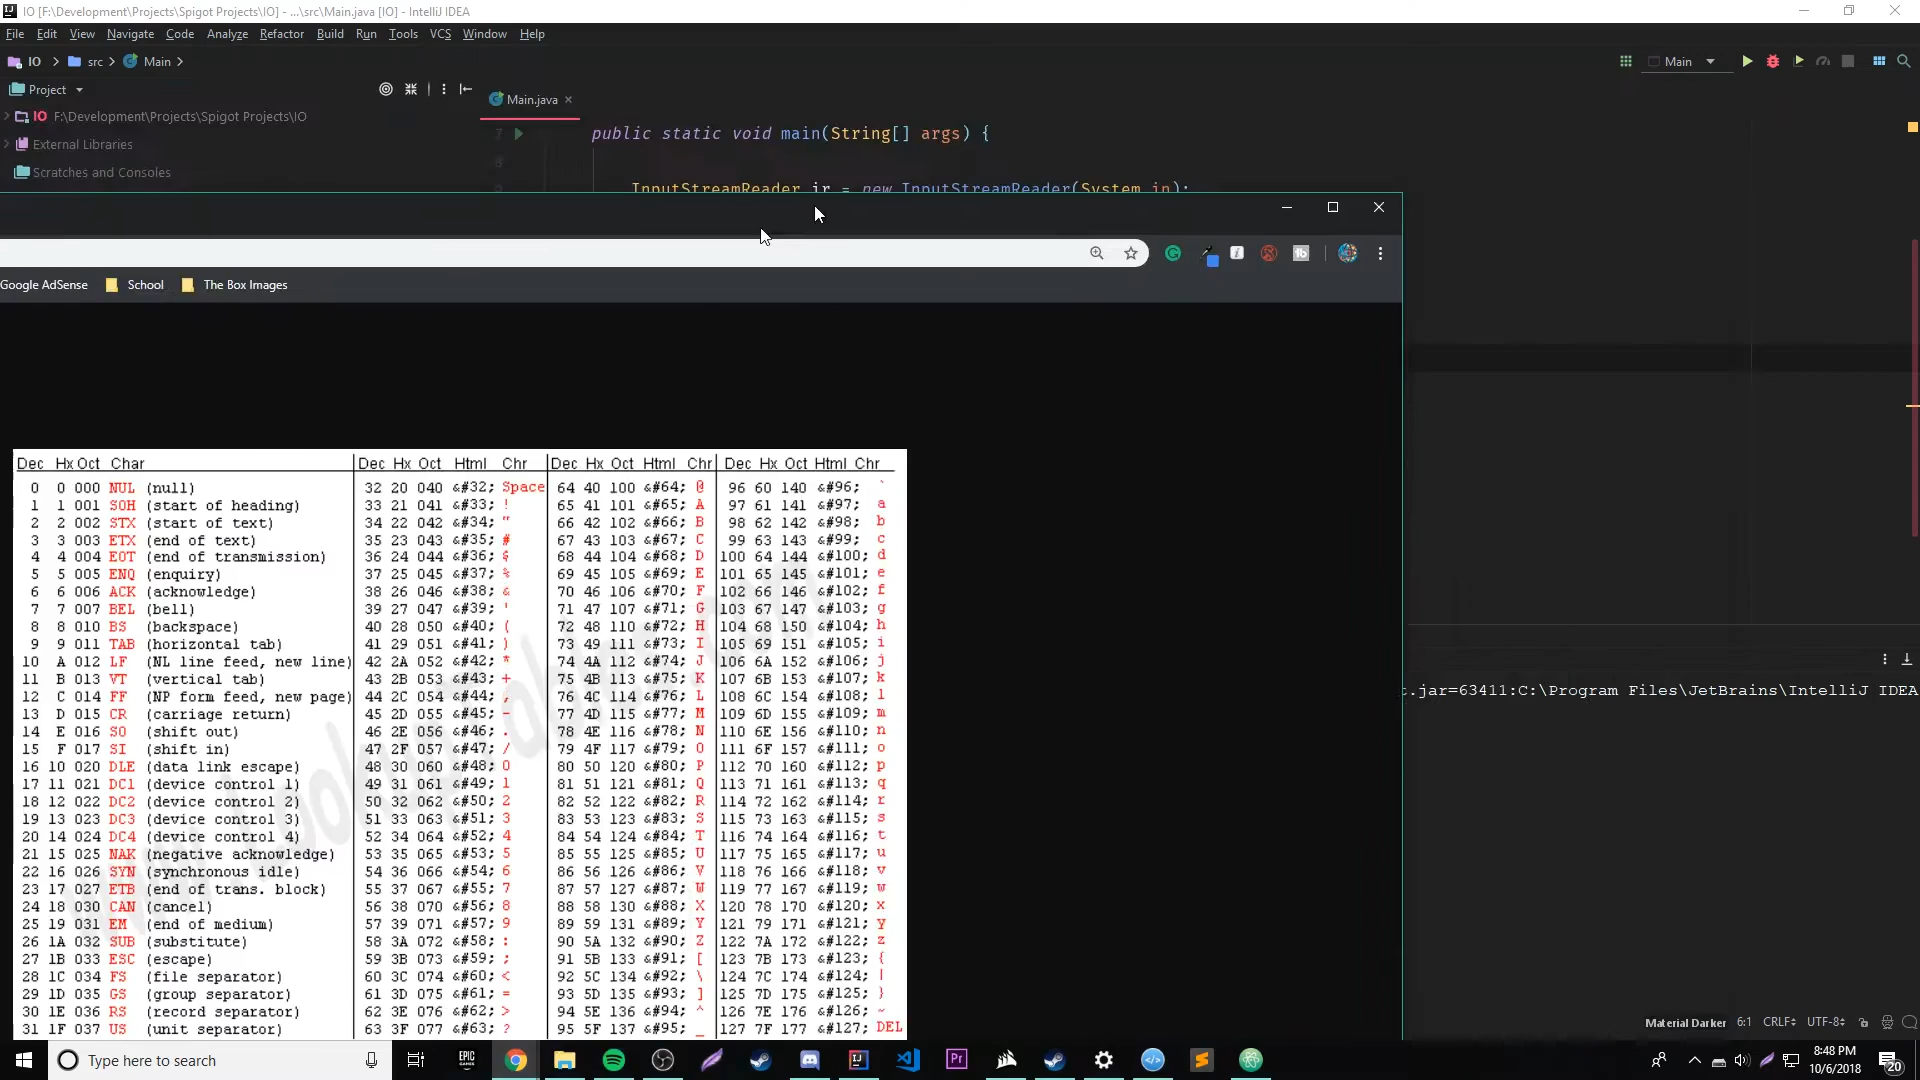 IO [F:\Development\Projects\Spigot Projects\IO] - ...\src\Main.java [IO] - IntelliJ IDEA
File Edit View Navigate Code Analyze Refactor Build Run Tools VCS Window Help
IO src Main
Main
Project
Main.java
IO F:\Development\Projects\Spigot Projects\IO
External Libraries
Scratches and Consoles
7 public static void main(String[] args) {
8
9 InputStreamReader ir = new InputStreamReader(System.in);
Google AdSense School The Box Images
Dec Hx Oct Char Dec Hx Oct Html Chr Dec Hx Oct Html Chr Dec Hx Oct Html Chr
0 0 000 NUL (null) 32 20 040 &#32; Space 64 40 100 &#64; @ 96 60 140 &#96; `
1 1 001 SOH (start of heading) 33 21 041 &#33; ! 65 41 101 &#65; A 97 61 141 &#97; a
2 2 002 STX (start of text) 34 22 042 &#34; " 66 42 102 &#66; B 98 62 142 &#98; b
3 3 003 ETX (end of text) 35 23 043 &#35; # 67 43 103 &#67; C 99 63 143 &#99; c
4 4 004 EOT (end of transmission) 36 24 044 &#36; $ 68 44 104 &#68; D 100 64 144 &#100; d
5 5 005 ENQ (enquiry) 37 25 045 &#37; % 69 45 105 &#69; E 101 65 145 &#101; e
6 6 006 ACK (acknowledge) 38 26 046 &#38; & 70 46 106 &#70; F 102 66 146 &#102; f
7 7 007 BEL (bell) 39 27 047 &#39; ' 71 47 107 &#71; G 103 67 147 &#103; g
8 8 010 BS (backspace) 40 28 050 &#40; ( 72 48 110 &#72; H 104 68 150 &#104; h
9 9 011 TAB (horizontal tab) 41 29 051 &#41; ) 73 49 111 &#73; I 105 69 151 &#105; i
10 A 012 LF (NL line feed, new line) 42 2A 052 &#42; * 74 4A 112 &#74; J 106 6A 152 &#106; j
11 B 013 VT (vertical tab) 43 2B 053 &#43; + 75 4B 113 &#75; K 107 6B 153 &#107; k
12 C 014 FF (NP form feed, new page) 44 2C 054 &#44; , 76 4C 114 &#76; L 108 6C 154 &#108; l
13 D 015 CR (carriage return) 45 2D 055 &#45; - 77 4D 115 &#77; M 109 6D 155 &#109; m
14 E 016 SO (shift out) 46 2E 056 &#46; . 78 4E 116 &#78; N 110 6E 156 &#110; n
15 F 017 SI (shift in) 47 2F 057 &#47; / 79 4F 117 &#79; O 111 6F 157 &#111; o
16 10 020 DLE (data link escape) 48 30 060 &#48; 0 80 50 120 &#80; P 112 70 160 &#112; p
17 11 021 DC1 (device control 1) 49 31 061 &#49; 1 81 51 121 &#81; Q 113 71 161 &#113; q
18 12 022 DC2 (device control 2) 50 32 062 &#50; 2 82 52 122 &#82; R 114 72 162 &#114; r
19 13 023 DC3 (device control 3) 51 33 063 &#51; 3 83 53 123 &#83; S 115 73 163 &#115; s
20 14 024 DC4 (device control 4) 52 34 064 &#52; 4 84 54 124 &#84; T 116 74 164 &#116; t
21 15 025 NAK (negative acknowledge) 53 35 065 &#53; 5 85 55 125 &#85; U 117 75 165 &#117; u
22 16 026 SYN (synchronous idle) 54 36 066 &#54; 6 86 56 126 &#86; V 118 76 166 &#118; v
23 17 027 ETB (end of trans. block) 55 37 067 &#55; 7 87 57 127 &#87; W 119 77 167 &#119; w
24 18 030 CAN (cancel) 56 38 070 &#56; 8 88 58 130 &#88; X 120 78 170 &#120; x
25 19 031 EM (end of medium) 57 39 071 &#57; 9 89 59 131 &#89; Y 121 79 171 &#121; y
26 1A 032 SUB (substitute) 58 3A 072 &#58; : 90 5A 132 &#90; Z 122 7A 172 &#122; z
27 1B 033 ESC (escape) 59 3B 073 &#59; ; 91 5B 133 &#91; [ 123 7B 173 &#123; {
28 1C 034 FS (file separator) 60 3C 074 &#60; < 92 5C 134 &#92; \ 124 7C 174 &#124; |
29 1D 035 GS (group separator) 61 3D 075 &#61; = 93 5D 135 &#93; ] 125 7D 175 &#125; }
30 1E 036 RS (record separator) 62 3E 076 &#62; > 94 5E 136 &#94; ^ 126 7E 176 &#126; ~
31 1F 037 US (unit separator) 63 3F 077 &#63; ? 95 5F 137 &#95; _ 127 7F 177 &#127; DEL
t.jar=63411:C:\Program Files\JetBrains\IntelliJ IDEA
Material Darker 6:1 CRLF UTF-8
Type here to search
EPIC GAMES
Pr
8:48 PM
10/6/2018
20